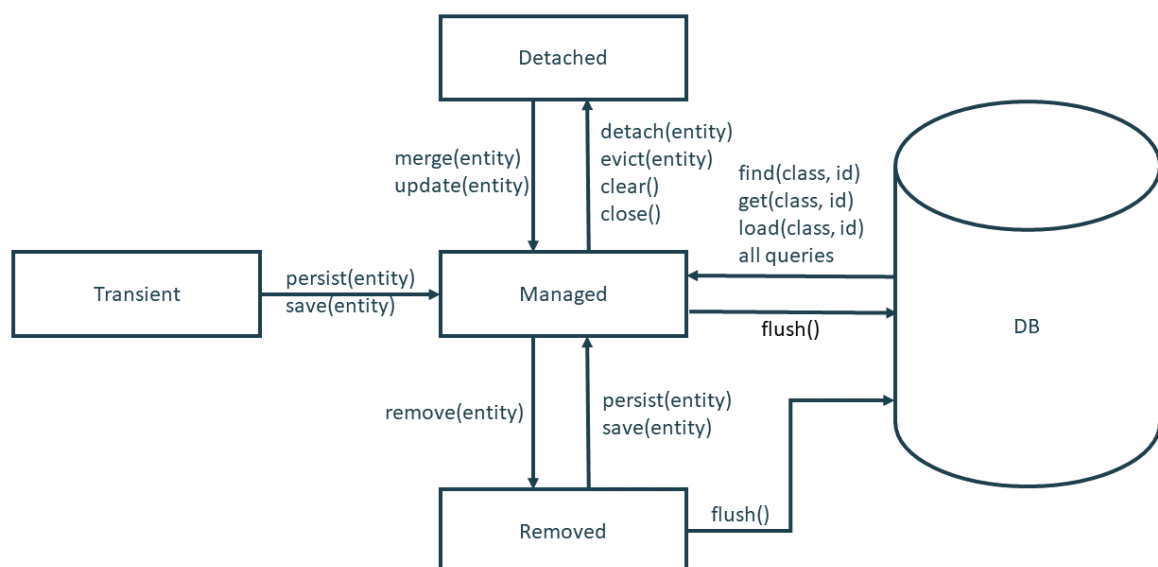 Detached
merge(entity)
update(entity)
detach(entity)
evict(entity)
clear()
close()
find(class, id)
get(class, id)
load(class, id)
all queries
Transient
persist(entity)
save(entity)
Managed
flush()
DB
remove(entity)
persist(entity)
save(entity)
Removed
flush()